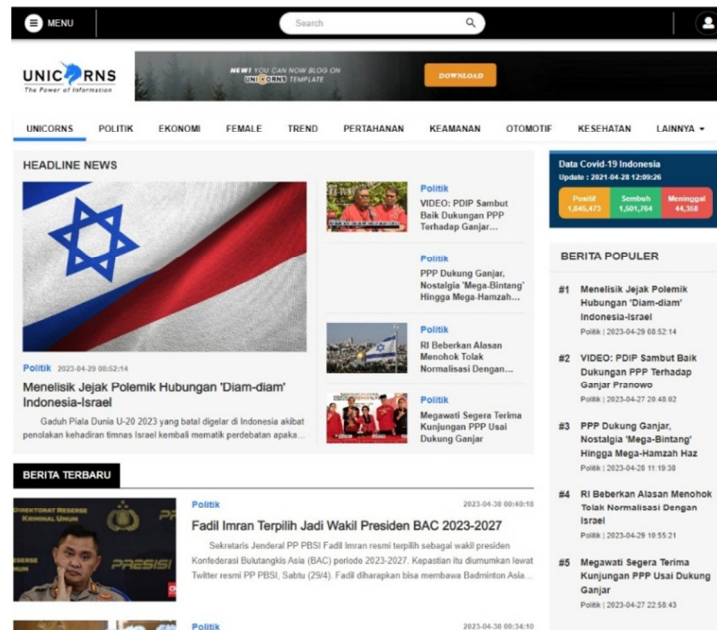 MENU
Search
UNICORNS
The Power of Information
NEW! YOU CAN NOW BLOG ON
UNICORNS TEMPLATE
DOWNLOAD
UNICORNS POLITIK EKONOMI FEMALE TREND PERTAHANAN KEAMANAN OTOMOTIF KESEHATAN LAINNYA
HEADLINE NEWS
Politik 2023-04-29 08:52:14
Menelisik Jejak Polemik Hubungan 'Diam-diam'
Indonesia-Israel
Gaduh Piala Dunia U-20 2023 yang batal digelar di Indonesia akibat
penolakan kehadiran timnas Israel kembali mematik perdebatan apaka...
Politik
VIDEO: PDIP Sambut
Baik Dukungan PPP
Terhadap Ganjar...
Politik
PPP Dukung Ganjar,
Nostalgia 'Mega-Bintang'
Hingga Mega-Hamzah...
Politik
RI Beberkan Alasan
Menohok Tolak
Normalisasi Dengan...
Politik
Megawati Segera Terima
Kunjungan PPP Usai
Dukung Ganjar
Data Covid-19 Indonesia
Update : 2021-04-28 12:09:26
Positif Sembuh Meninggal
1,645,473 1,501,764 44,358
BERITA POPULER
#1 Menelisik Jejak Polemik
Hubungan 'Diam-diam'
Indonesia-Israel
Politik | 2023-04-29 08:52:14
#2 VIDEO: PDIP Sambut Baik
Dukungan PPP Terhadap
Ganjar Pranowo
Politik | 2023-04-27 20:48:02
#3 PPP Dukung Ganjar,
Nostalgia 'Mega-Bintang'
Hingga Mega-Hamzah Haz
Politik | 2023-04-28 11:19:38
#4 RI Beberkan Alasan Menohok
Tolak Normalisasi Dengan
Israel
Politik | 2023-04-29 10:55:21
#5 Megawati Segera Terima
Kunjungan PPP Usai Dukung
Ganjar
Politik | 2023-04-27 22:58:43
BERITA TERBARU
DIREKTORAT RESERSE
KRIMINAL UMUM
PRESISI
Politik 2023-04-30 00:40:18
Fadil Imran Terpilih Jadi Wakil Presiden BAC 2023-2027
Sekretaris Jenderal PP PBSI Fadil Imran resmi terpilih sebagai wakil presiden
Konfederasi Bulutangkis Asia (BAC) periode 2023-2027. Kepastian itu diumumkan lewat
Twitter resmi PP PBSI, Sabtu (29/4). Fadil diharapkan bisa membawa Badminton Asia...
Politik 2023-04-30 00:34:10